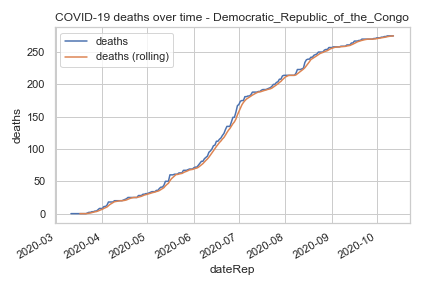 COVID-19 deaths over time - Democratic_Republic_of_the_Congo
deaths
deaths (rolling)
deaths
250
200
150
100
50
0
2020-03
2020-04
2020-05
2020-06
2020-07
2020-08
2020-09
2020-10
dateRep